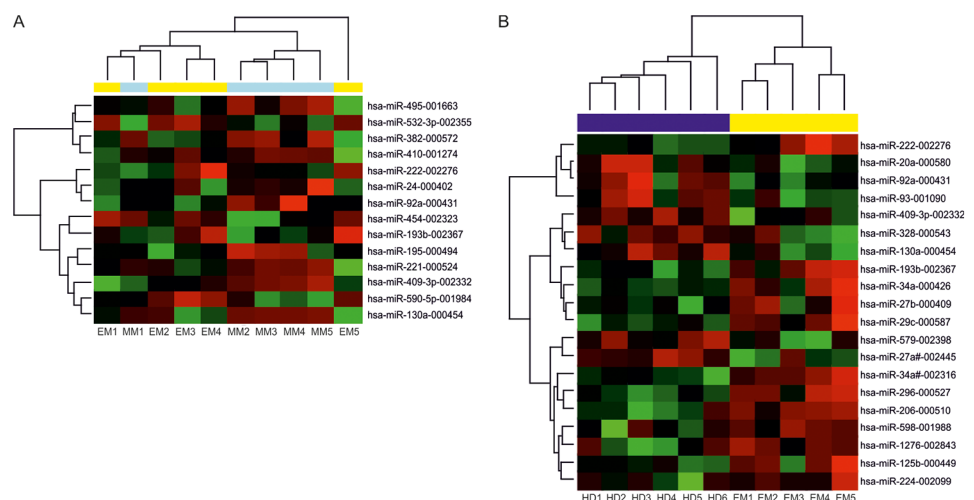 A
hsa-miR-495-001663
hsa-miR-532-3p-002355
hsa-miR-382-000572
hsa-miR-410-001274
hsa-miR-222-002276
hsa-miR-24-000402
hsa-miR-92a-000431
hsa-miR-454-002323
hsa-miR-193b-002367
hsa-miR-195-000494
hsa-miR-221-000524
hsa-miR-409-3p-002332
hsa-miR-590-5p-001984
hsa-miR-130a-000454
EM1 MM1 EM2 EM3 EM4 MM2 MM3 MM4 MM5 EM5
B
hsa-miR-222-002276
hsa-miR-20a-000580
hsa-miR-92a-000431
hsa-miR-93-001090
hsa-miR-409-3p-002332
hsa-miR-328-000543
hsa-miR-130a-000454
hsa-miR-193b-002367
hsa-miR-34a-000426
hsa-miR-27b-000409
hsa-miR-29c-000587
hsa-miR-579-002398
hsa-miR-27a#-002445
hsa-miR-34a#-002316
hsa-miR-296-000527
hsa-miR-206-000510
hsa-miR-598-001988
hsa-miR-1276-002843
hsa-miR-125b-000449
hsa-miR-224-002099
HD1 HD2 HD3 HD4 HD5 HD6 EM1 EM2 EM3 EM4 EM5